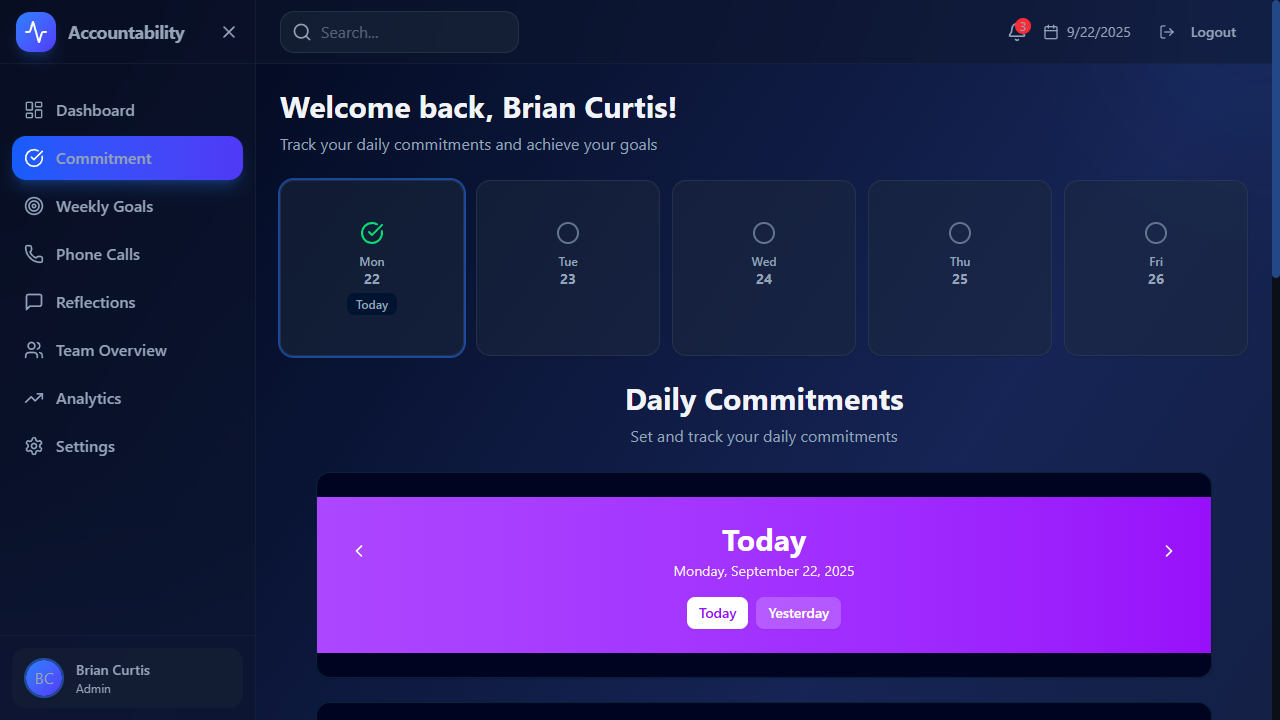 Accountability
Search...
3
9/22/2025
Logout
Dashboard
Commitment
Weekly Goals
Phone Calls
Reflections
Team Overview
Analytics
Settings
BC
Brian Curtis
Admin
Welcome back, Brian Curtis!
Track your daily commitments and achieve your goals
Mon
22
Today
Tue
23
Wed
24
Thu
25
Fri
26
Daily Commitments
Set and track your daily commitments
Today
Monday, September 22, 2025
Today
Yesterday